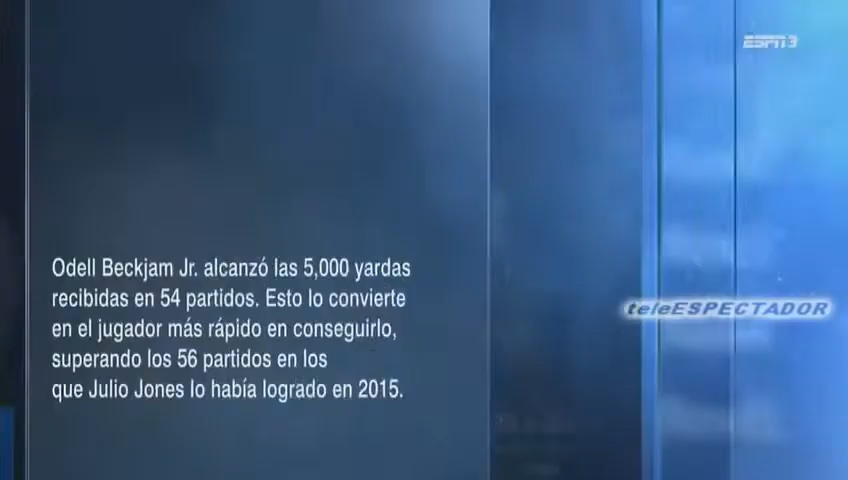 ESPN3
Odell Beckjam Jr. alcanzó las 5,000 yardas
recibidas en 54 partidos. Esto lo convierte
en el jugador más rápido en conseguirlo,
superando los 56 partidos en los
que Julio Jones lo había logrado en 2015.
teleESPECTADOR